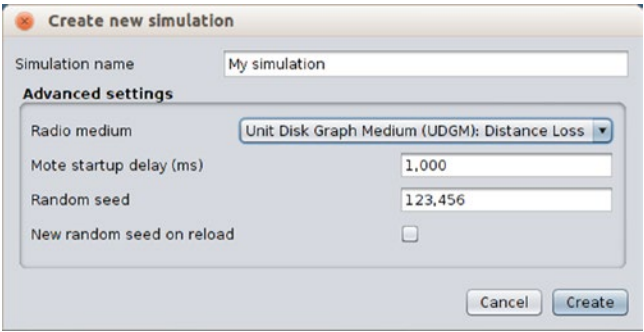 Create new simulation
Simulation name My simulation
Advanced settings
Radio medium Unit Disk Graph Medium (UDGM): Distance Loss
Mote startup delay (ms) 1,000
Random seed 123,456
New random seed on reload
Cancel Create